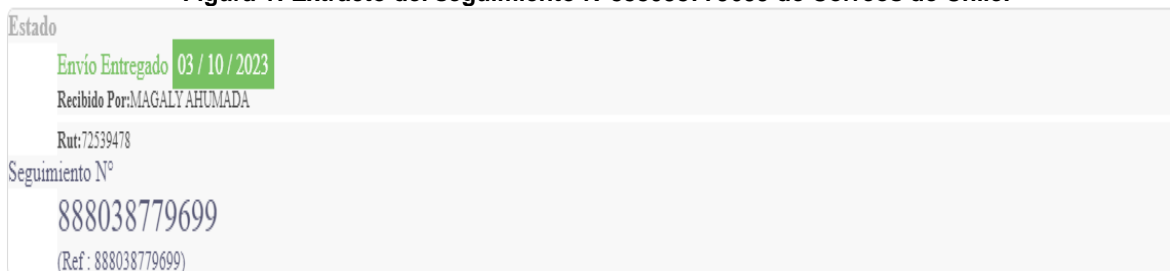 Estado
Envío Entregado 03 / 10 / 2023
Recibido Por:MAGALY AHUMADA
Rut:72539478
Seguimiento N°
888038779699
(Ref : 888038779699)